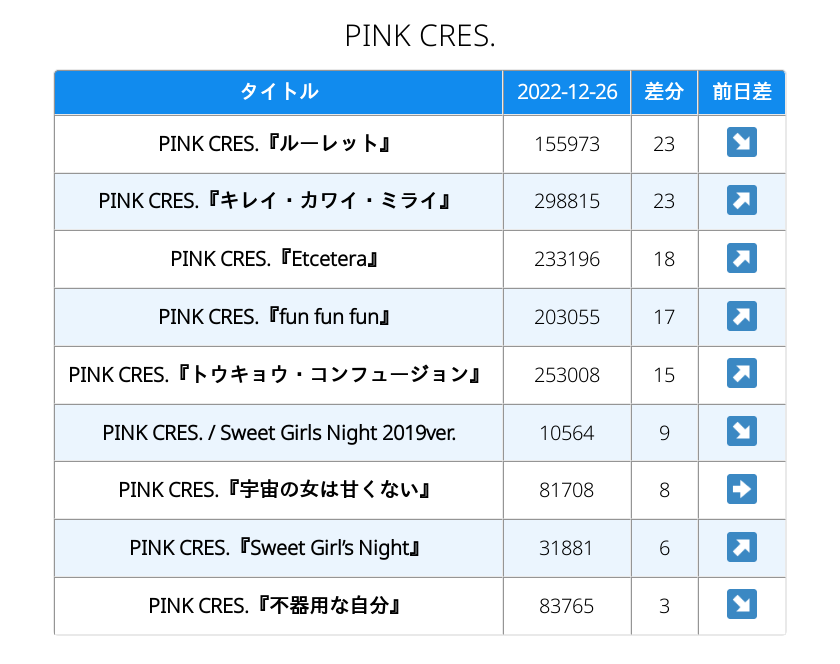 PINK CRES.
タイトル 2022-12-26 差分 前日差
PINK CRES.『ルーレット』 155973 23 ↘
PINK CRES.『キレイ・カワイ・ミライ』 298815 23 ↗
PINK CRES.『Etcetera』 233196 18 ↗
PINK CRES.『fun fun fun』 203055 17 ↗
PINK CRES.『トウキョウ・コンフュージョン』 253008 15 ↗
PINK CRES. / Sweet Girls Night 2019ver. 10564 9 ↘
PINK CRES.『宇宙の女は甘くない』 81708 8 ➡
PINK CRES.『Sweet Girl’s Night』 31881 6 ↗
PINK CRES.『不器用な自分』 83765 3 ↘